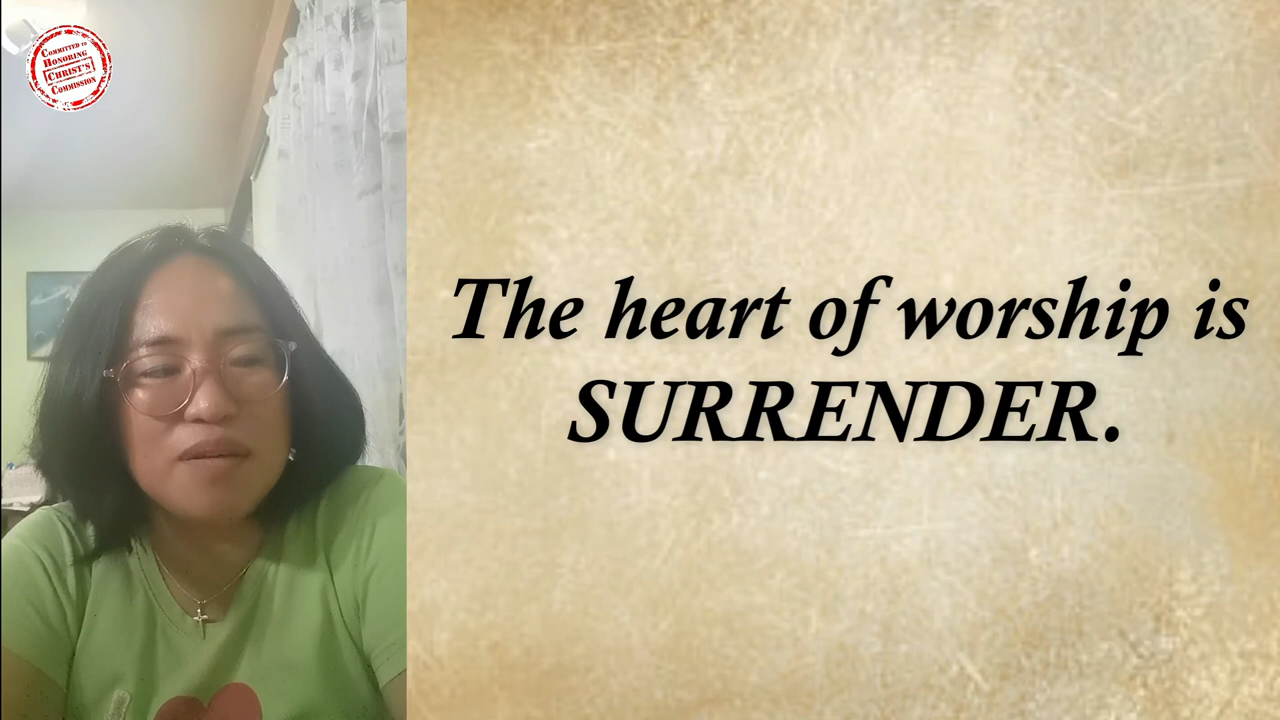 COMMITTED TO
HONORING
CHRIST'S
COMMISSION
The heart of worship is
SURRENDER.